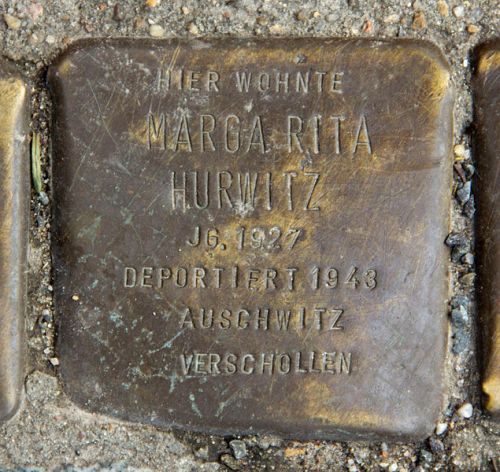 HIER WOHNTE
MARGA RITA
HURWITZ
JG. 1927
DEPORTIERT 1943
AUSCHWITZ
VERSCHOLLEN